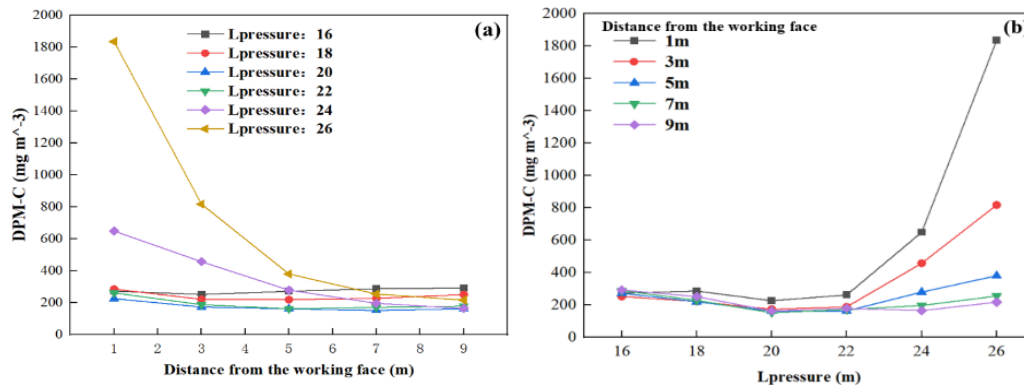 (a)
Lpressure：16
Lpressure：18
Lpressure：20
Lpressure：22
Lpressure：24
Lpressure：26
DPM-C (mg m^-3)
2000
1800
1600
1400
1200
1000
800
600
400
200
0
1 2 3 4 5 6 7 8 9
Distance from the working face (m)
(b)
Distance from the working face
1m
3m
5m
7m
9m
DPM-C (mg m^-3)
2000
1800
1600
1400
1200
1000
800
600
400
200
0
16 18 20 22 24 26
Lpressure (m)